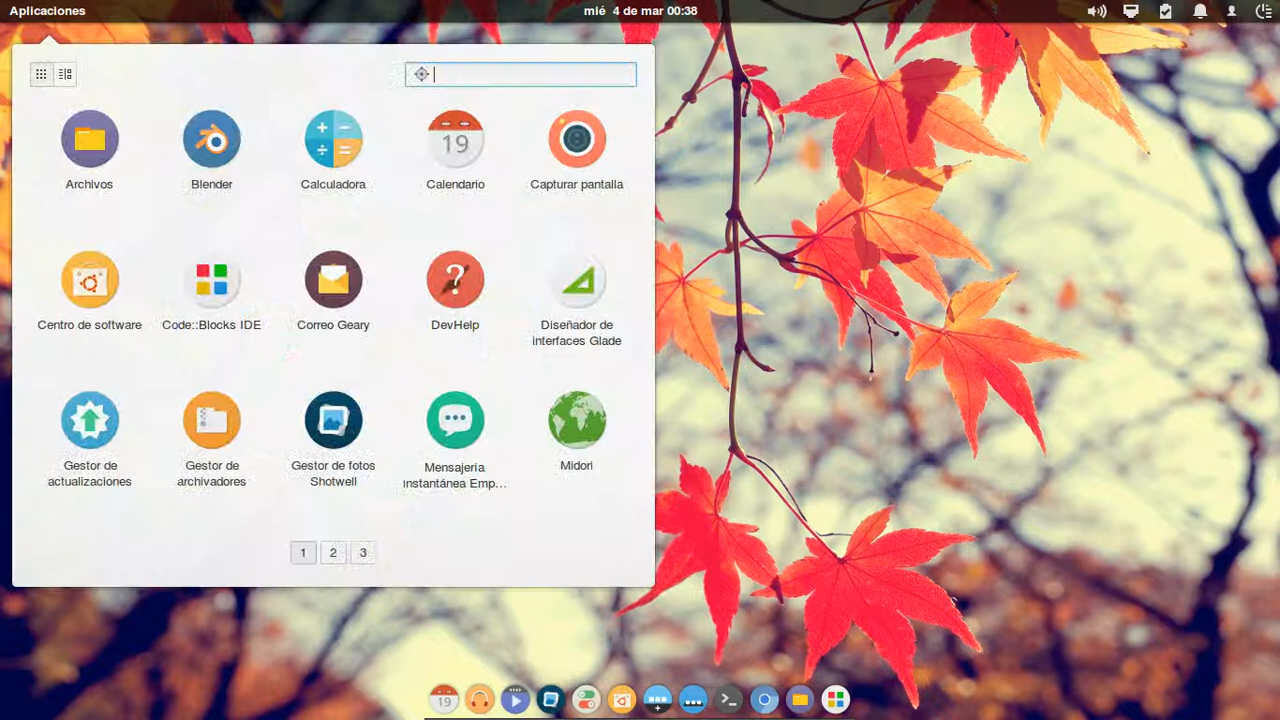 Aplicaciones
mié 4 de mar 00:38
Archivos
Blender
Calculadora
19
Calendario
Capturar pantalla
Centro de software
Code::Blocks IDE
Correo Geary
?
DevHelp
Diseñador de
interfaces Glade
Gestor de
actualizaciones
Gestor de
archivadores
Gestor de fotos
Shotwell
Mensajería
instantánea Emp...
Midori
1
2
3
19